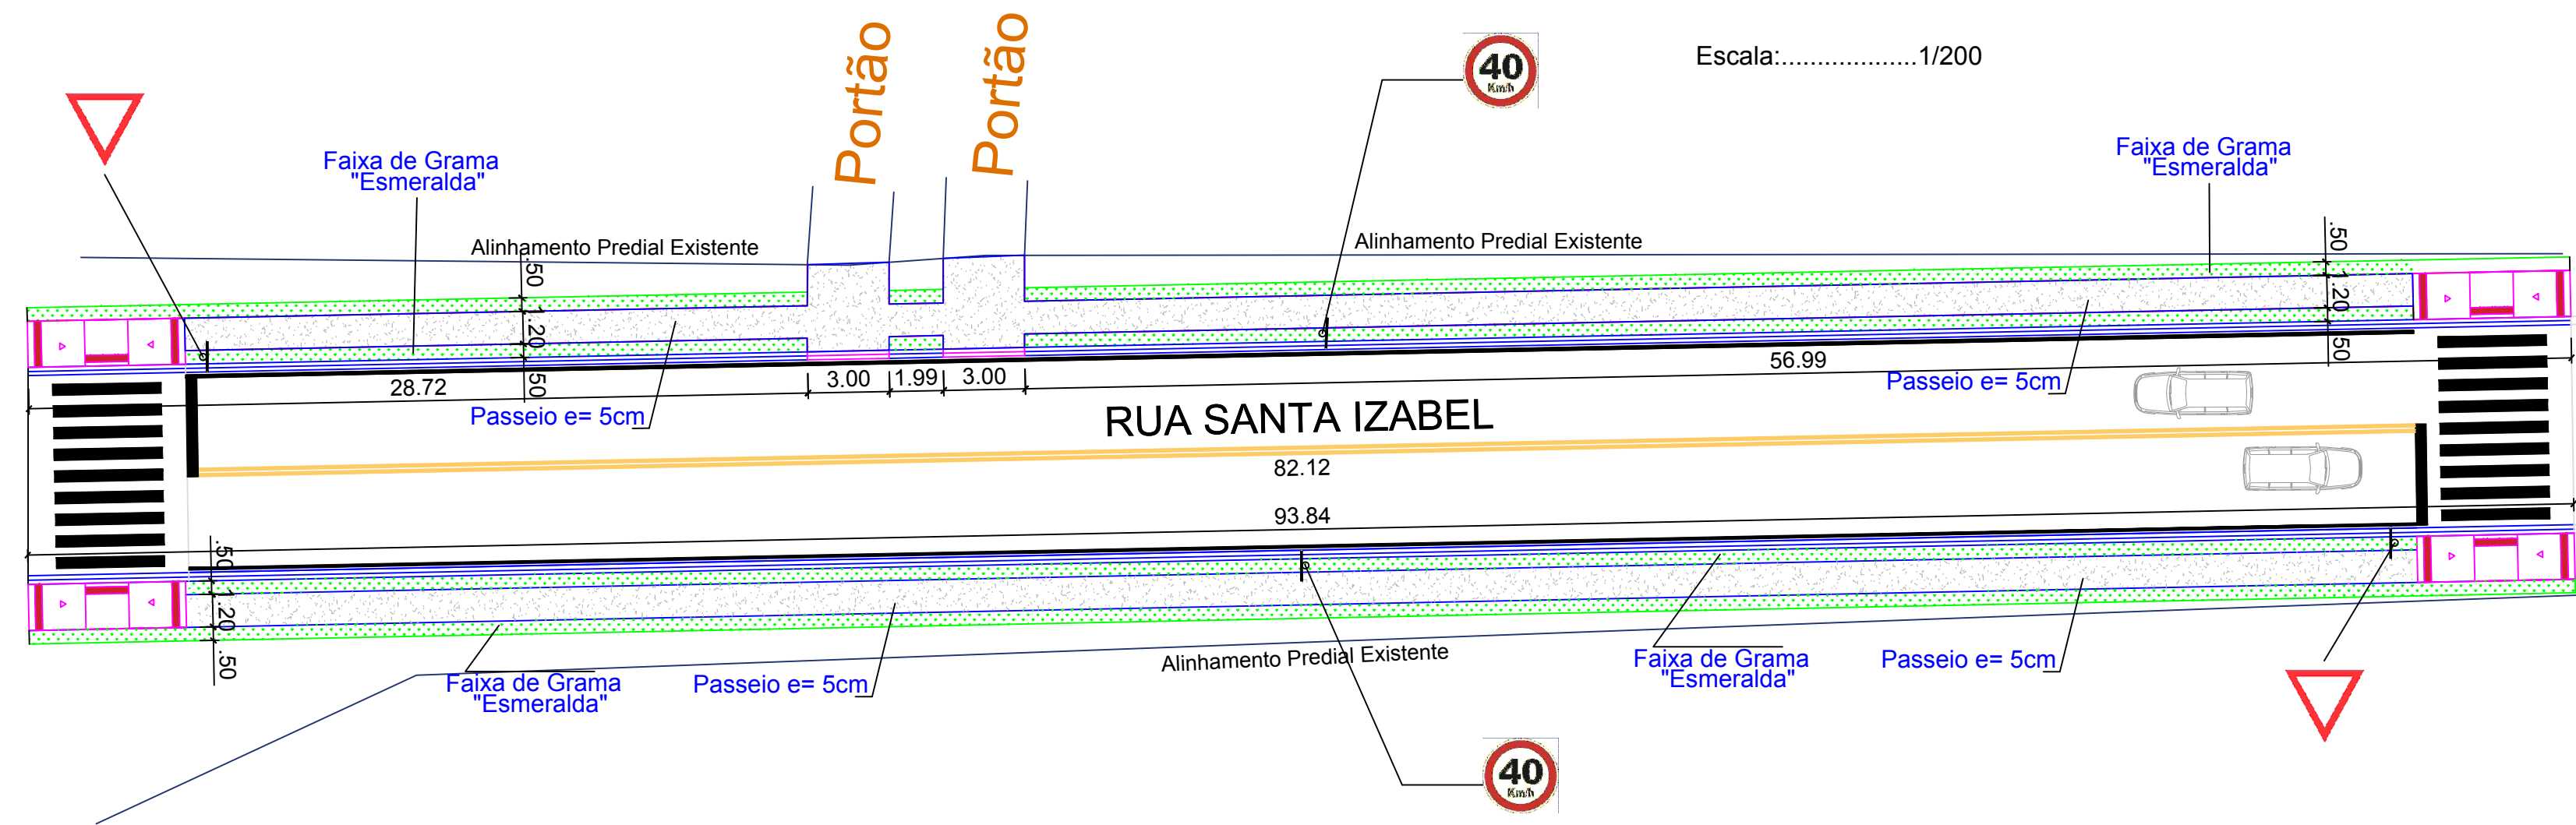 Portão
Portão
40
Km/h
Escala:...................1/200
Faixa de Grama
"Esmeralda"
Faixa de Grama
"Esmeralda"
Alinhamento Predial Existente
Alinhamento Predial Existente
.50
1.20
.50
.50
1.20
.50
28.72
3.00
1.99
3.00
56.99
Passeio e= 5cm
Passeio e= 5cm
RUA SANTA IZABEL
82.12
93.84
.50
1.20
.50
Alinhamento Predial Existente
Faixa de Grama
"Esmeralda"
Passeio e= 5cm
Faixa de Grama
"Esmeralda"
Passeio e= 5cm
40
Km/h